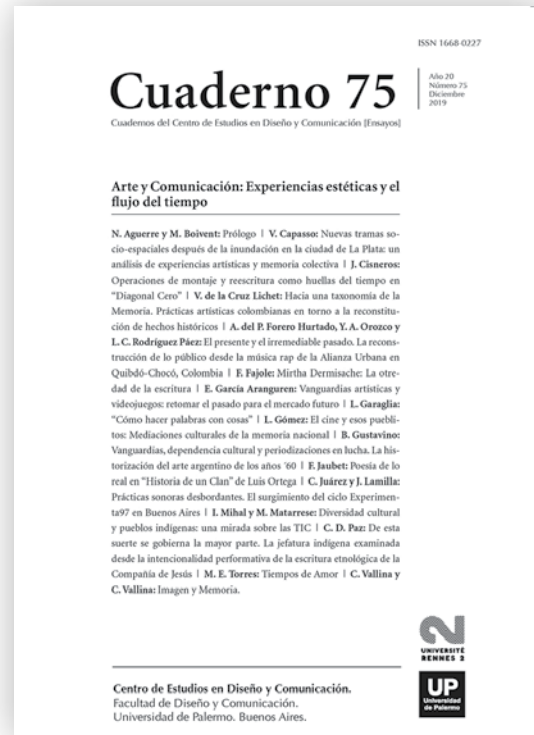 ISSN 1668-0227
Cuaderno 75
Año 20
Número 75
Diciembre
2019
Cuadernos del Centro de Estudios en Diseño y Comunicación [Ensayos]
Arte y Comunicación: Experiencias estéticas y el
flujo del tiempo
N. Aguerre y M. Boivent: Prólogo | V. Capasso: Nuevas tramas so-
cio-espaciales después de la inundación en la ciudad de La Plata: un
análisis de experiencias artísticas y memoria colectiva | J. Cisneros:
Operaciones de montaje y reescritura como huellas del tiempo en
“Diagonal Cero” | V. de la Cruz Lichet: Hacia una taxonomía de la
Memoria. Prácticas artísticas colombianas en torno a la reconstitu-
ción de hechos históricos | A. del P. Forero Hurtado, Y. A. Orozco y
L. C. Rodríguez Páez: El presente y el irremediable pasado. La recons-
trucción de lo público desde la música rap de la Alianza Urbana en
Quibdó-Chocó, Colombia | F. Fajole: Mirtha Dermisache: La otre-
dad de la escritura | E. García Aranguren: Vanguardias artísticas y
videojuegos: retomar el pasado para el mercado futuro | L. Garaglia:
“Cómo hacer palabras con cosas” | L. Gómez: El cine y esos puebli-
tos: Mediaciones culturales de la memoria nacional | B. Gustavino:
Vanguardias, dependencia cultural y periodizaciones en lucha. La his-
torización del arte argentino de los años ´60 | F. Jaubet: Poesía de lo
real en “Historia de un Clan” de Luis Ortega | C. Juárez y J. Lamilla:
Prácticas sonoras desbordantes. El surgimiento del ciclo Experimen-
ta97 en Buenos Aires | I. Mihal y M. Matarrese: Diversidad cultural
y pueblos indígenas: una mirada sobre las TIC | C. D. Paz: De esta
suerte se gobierna la mayor parte. La jefatura indígena examinada
desde la intencionalidad performativa de la escritura etnológica de la
Compañía de Jesús | M. E. Torres: Tiempos de Amor | C. Vallina y
C. Vallina: Imagen y Memoria.
UNIVERSITÉ
RENNES 2
UP
Universidad
de Palermo
Centro de Estudios en Diseño y Comunicación.
Facultad de Diseño y Comunicación.
Universidad de Palermo. Buenos Aires.